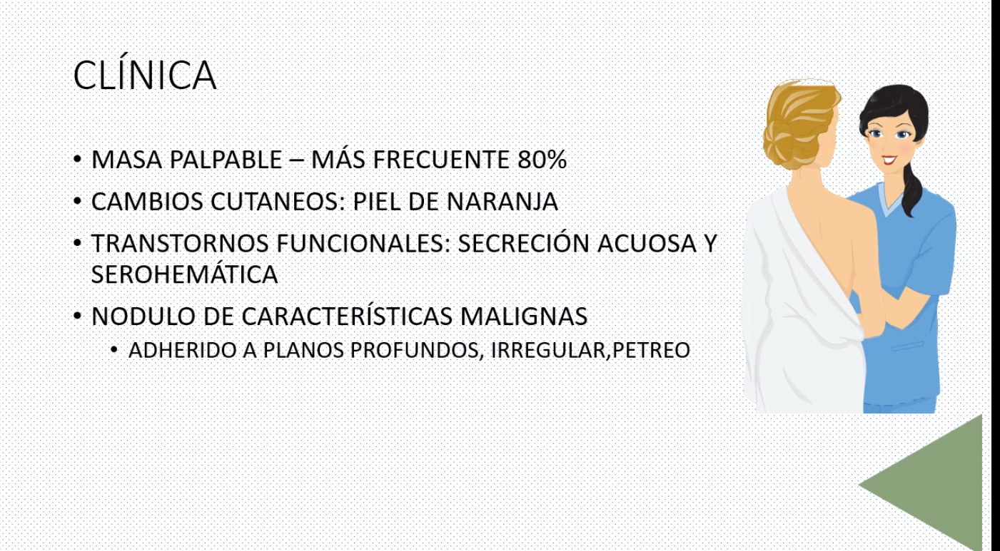 CLÍNICA
• MASA PALPABLE – MÁS FRECUENTE 80%
• CAMBIOS CUTANEOS: PIEL DE NARANJA
• TRANSTORNOS FUNCIONALES: SECRECIÓN ACUOSA Y
SEROHEMÁTICA
• NODULO DE CARACTERÍSTICAS MALIGNAS
• ADHERIDO A PLANOS PROFUNDOS, IRREGULAR,PETREO